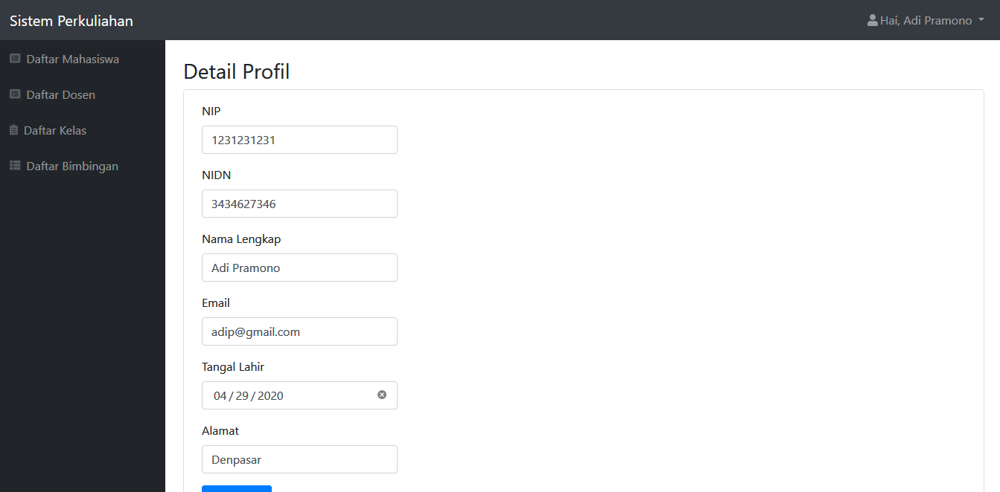 Sistem Perkuliahan
Hai, Adi Pramono
Daftar Mahasiswa
Daftar Dosen
Daftar Kelas
Daftar Bimbingan
Detail Profil
NIP
1231231231
NIDN
3434627346
Nama Lengkap
Adi Pramono
Email
adip@gmail.com
Tangal Lahir
04/29/2020
Alamat
Denpasar